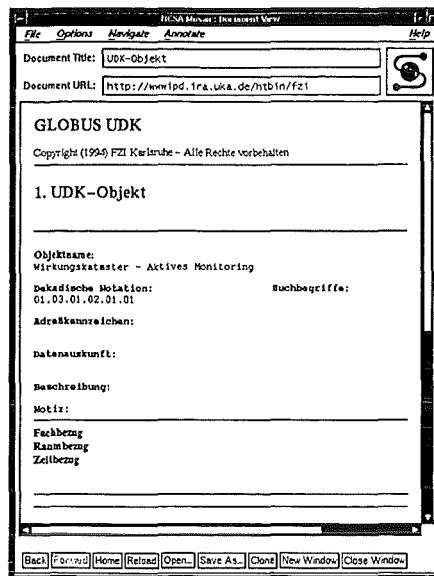 NCSA Mosaic: Document View
File Options Navigate Annotate Help
Document Title: UDK-Objekt
Document URL: http://wwwipd.ira.uka.de/htbin/fzi
GLOBUS UDK
Copyright (1994) FZI Karlsruhe - Alle Rechte vorbehalten
1. UDK-Objekt
Objektname:
Wirkungskataster - Aktives Monitoring
Dekadische Notation: Suchbegriffe:
01.03.01.02.01.01
Adreßkennzeichen:
Datenauskunft:
Beschreibung:
Notiz:
Fachbezug
Raumbezug
Zeitbezug
Back Forward Home Reload Open... Save As... Clone New Window Close Window